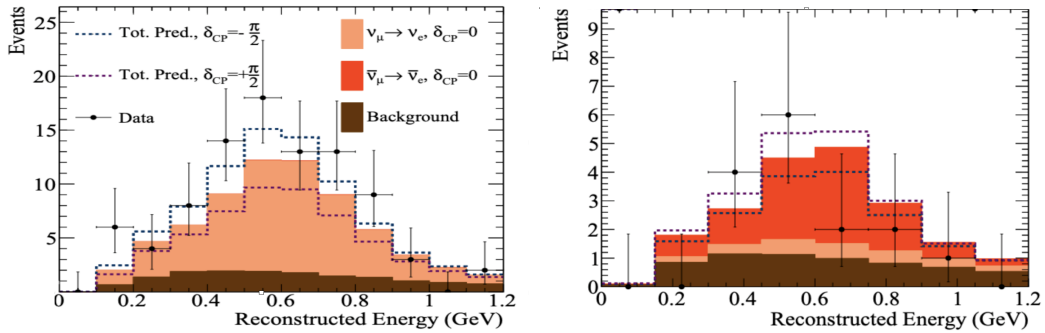 Events
25
20
15
10
5
0
Tot. Pred., δCP=- π/2
Tot. Pred., δCP=+π/2
Data
νμ → νe, δCP=0
ν̅μ → ν̅e, δCP=0
Background
0 0.2 0.4 0.6 0.8 1 1.2
Reconstructed Energy (GeV)
Events
9
8
7
6
5
4
3
2
1
0
0 0.2 0.4 0.6 0.8 1 1.2
Reconstructed Energy (GeV)